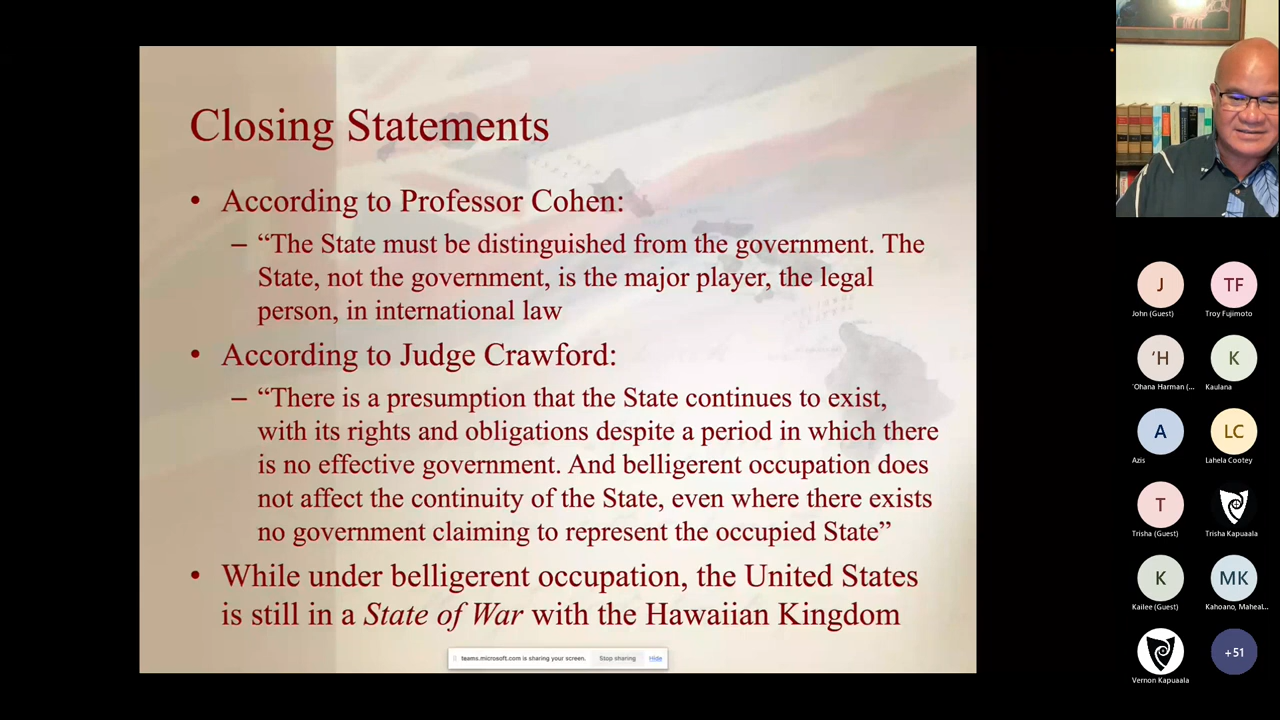 Closing Statements
• According to Professor Cohen:
– “The State must be distinguished from the government. The
State, not the government, is the major player, the legal
person, in international law
• According to Judge Crawford:
– “There is a presumption that the State continues to exist,
with its rights and obligations despite a period in which there
is no effective government. And belligerent occupation does
not affect the continuity of the State, even where there exists
no government claiming to represent the occupied State”
• While under belligerent occupation, the United States
is still in a State of War with the Hawaiian Kingdom
teams.microsoft.com is sharing your screen. Stop sharing Hide
J
John (Guest)
TF
Troy Fujimoto
‘H
‘Ohana Harman (...
K
Kaulana
A
Azis
LC
Lahela Cootey
T
Trisha (Guest)
Trisha Kapuaala
K
Kailee (Guest)
MK
Kahoano, Maheal...
Vernon Kapuaala
+51